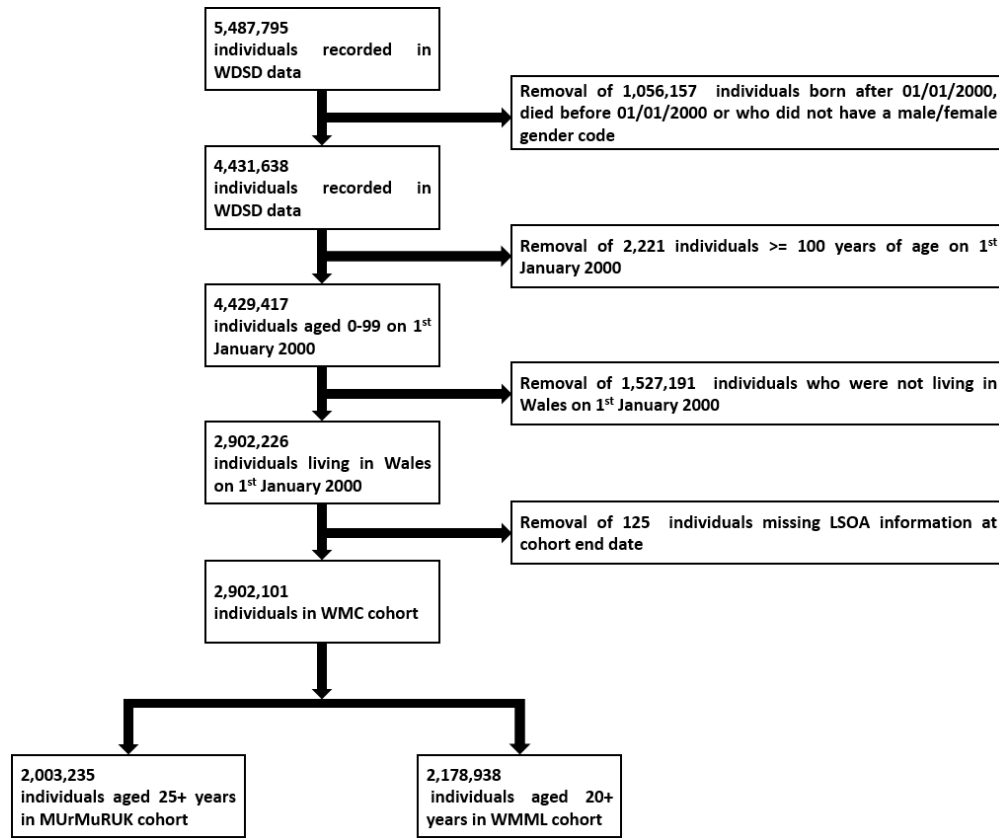 5,487,795
individuals recorded in
WDSD data
Removal of 1,056,157 individuals born after 01/01/2000,
died before 01/01/2000 or who did not have a male/female
gender code
4,431,638
individuals recorded in
WDSD data
Removal of 2,221 individuals >= 100 years of age on 1st
January 2000
4,429,417
individuals aged 0-99 on 1st
January 2000
Removal of 1,527,191 individuals who were not living in
Wales on 1st January 2000
2,902,226
individuals living in Wales
on 1st January 2000
Removal of 125 individuals missing LSOA information at
cohort end date
2,902,101
individuals in WMC cohort
2,003,235
individuals aged 25+ years
in MUrMuRUK cohort
2,178,938
individuals aged 20+
years in WMML cohort